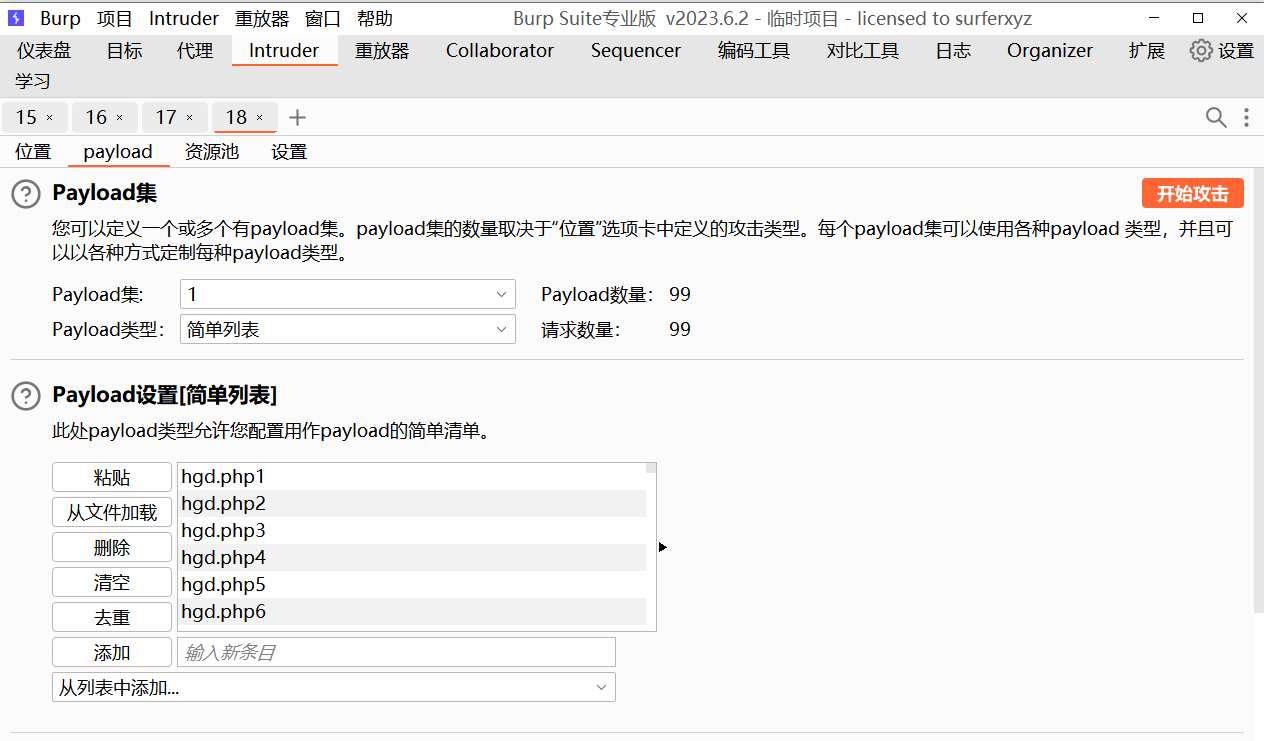 Burp 项目 Intruder 重放器 窗口 帮助 Burp Suite专业版 v2023.6.2 - 临时项目 - licensed to surferxyz
仪表盘 目标 代理 Intruder 重放器 Collaborator Sequencer 编码工具 对比工具 日志 Organizer 扩展 设置
学习
15 × 16 × 17 × 18 × +
位置 payload 资源池 设置
? Payload集 开始攻击
您可以定义一个或多个有payload集。payload集的数量取决于“位置”选项卡中定义的攻击类型。每个payload集可以使用各种payload 类型，并且可
以以各种方式定制每种payload类型。
Payload集: 1 Payload数量： 99
Payload类型： 简单列表 请求数量： 99
? Payload设置[简单列表]
此处payload类型允许您配置用作payload的简单清单。
粘贴 hgd.php1
hgd.php2
从文件加载 hgd.php3
删除 hgd.php4
清空 hgd.php5
去重 hgd.php6
添加 输入新条目
从列表中添加...